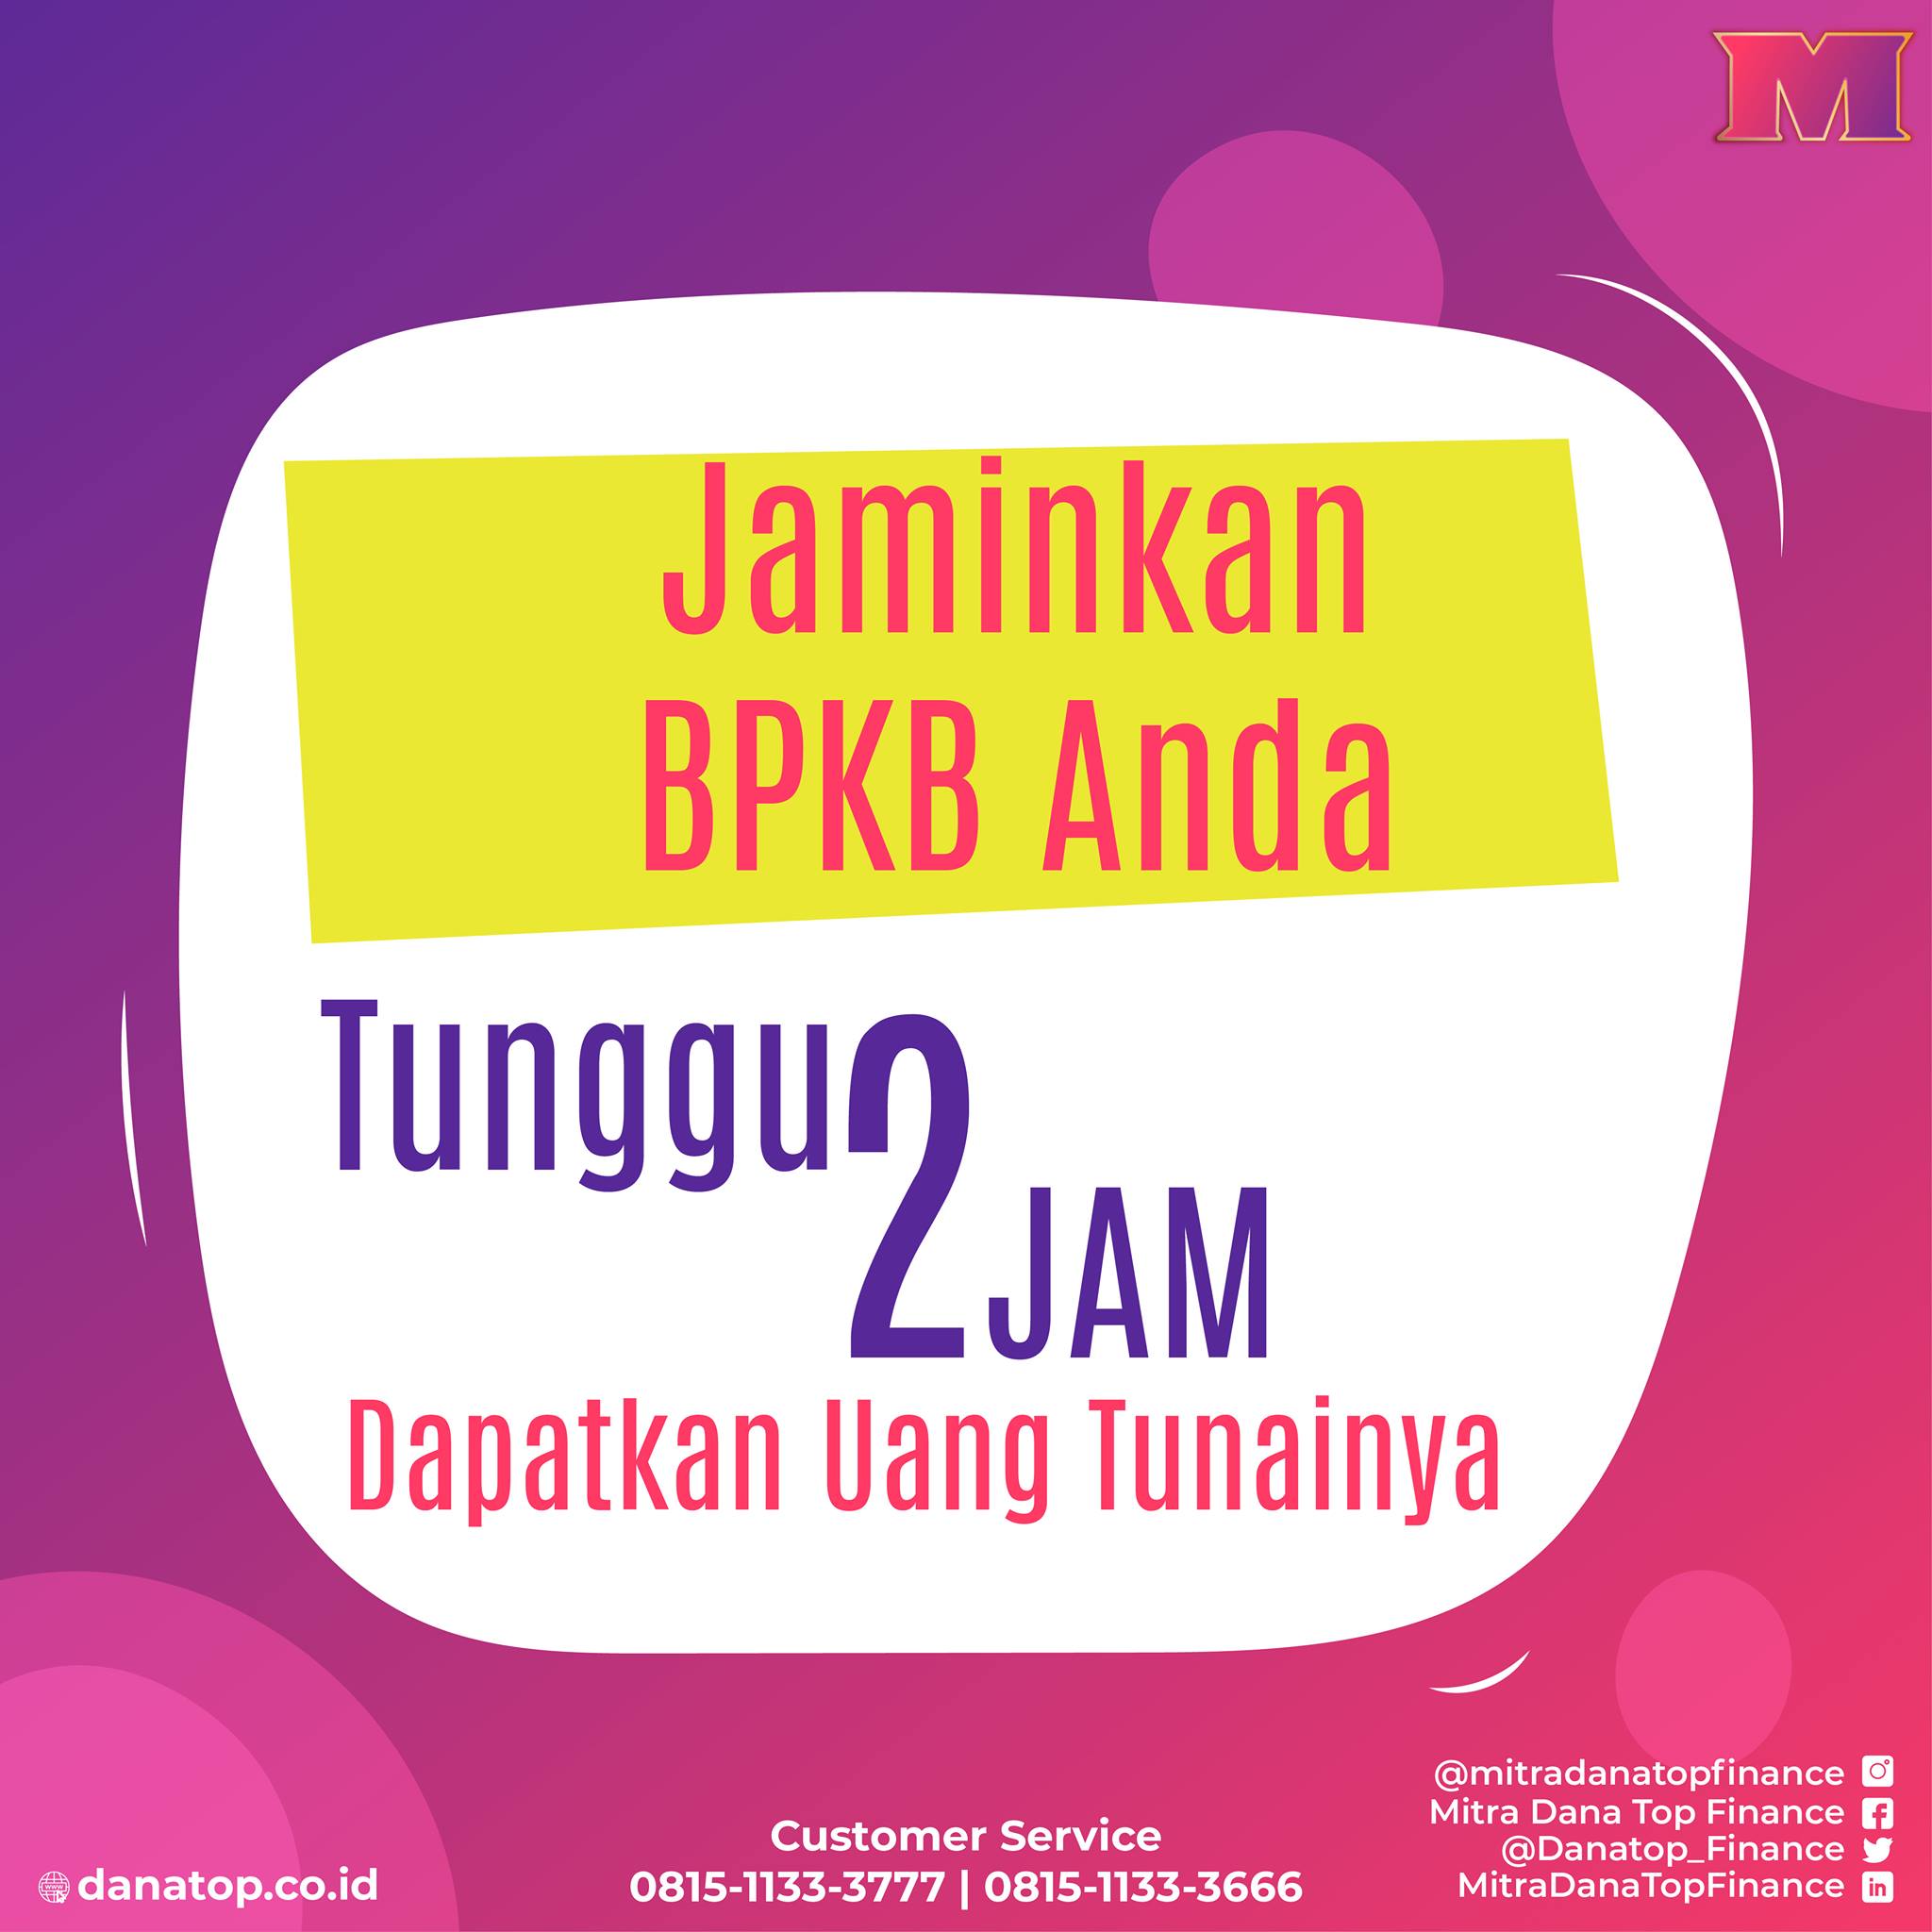 M
Jaminkan
BPKB Anda
Tunggu 2 JAM
Dapatkan Uang Tunainya
@mitradanatopfinance
Mitra Dana Top Finance
@Danatop_Finance
MitraDanaTopFinance
Customer Service
0815-1133-3777 | 0815-1133-3666
danatop.co.id